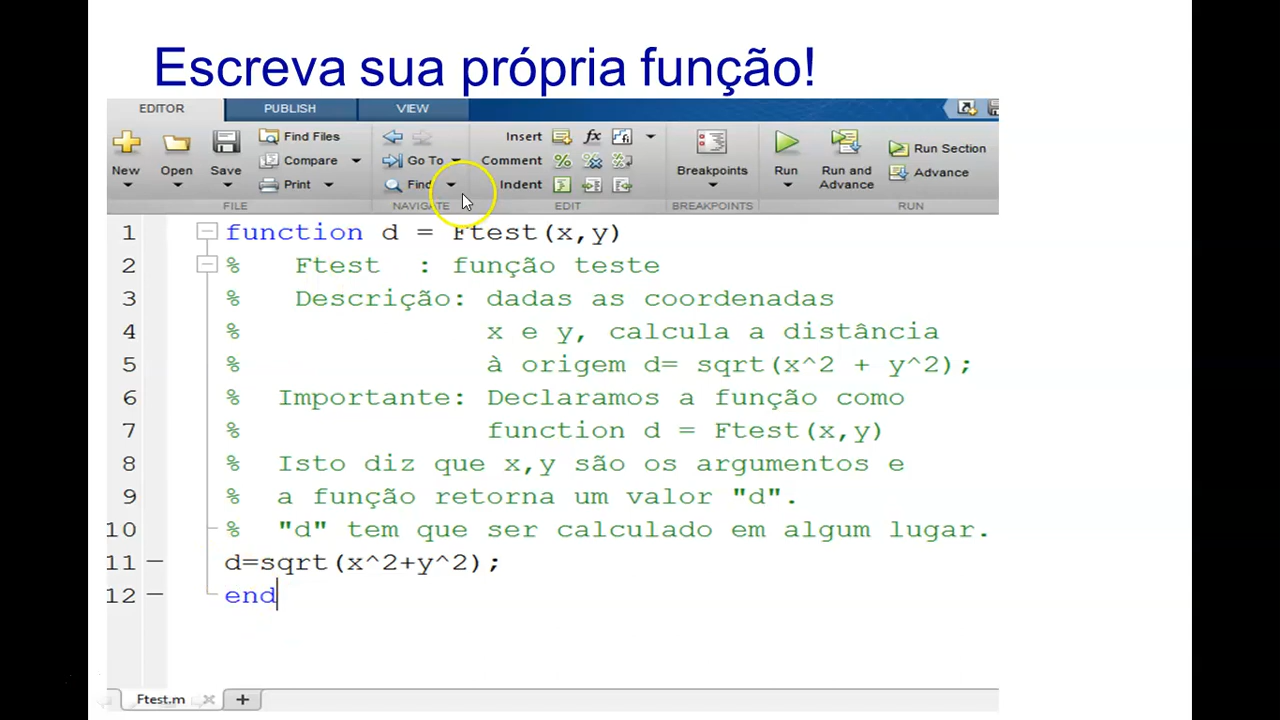 Escreva sua própria função!
EDITOR PUBLISH VIEW
New Open Save Find Files Compare Print
FILE
Go To Find
NAVIGATE
Insert fx
Comment
Indent
EDIT
Breakpoints
BREAKPOINTS
Run Run and Advance Run Section Advance
RUN
1 function d = Ftest(x,y)
2 % Ftest : função teste
3 % Descrição: dadas as coordenadas
4 % x e y, calcula a distância
5 % à origem d= sqrt(x^2 + y^2);
6 % Importante: Declaramos a função como
7 % function d = Ftest(x,y)
8 % Isto diz que x,y são os argumentos e
9 % a função retorna um valor "d".
10 % "d" tem que ser calculado em algum lugar.
11 d=sqrt(x^2+y^2);
12 end
Ftest.m